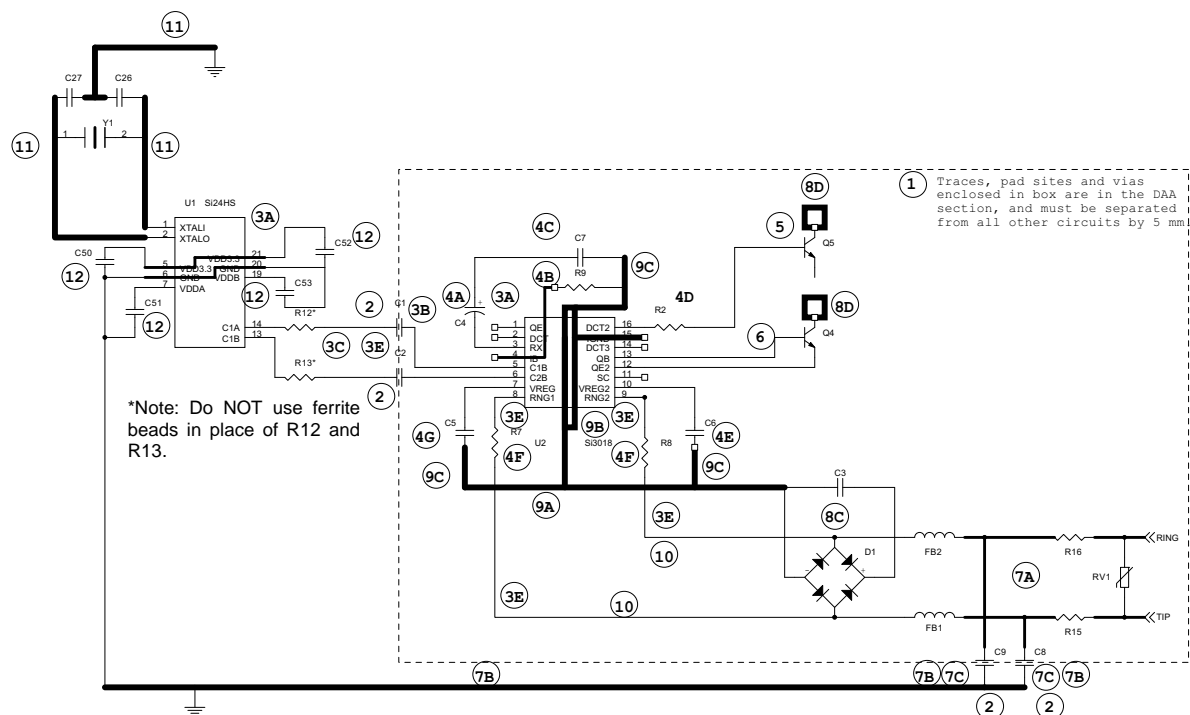 11
C27
C26
Y1
1
2
11
11
U1 Si24HS
3A
1
2
XTALI
XTALO
C50
12
5
6
7
VDD3.3
GND
VDDA
VDD3.3
GND
VDDB
21
20
19
C52
12
C53
12
C51
12
C1A
C1B
14
13
R12*
3C
3E
R13*
2
C1
3B
C2
2
*Note: Do NOT use ferrite
beads in place of R12 and
R13.
1
Traces, pad sites and vias
enclosed in box are in the DAA
section, and must be separated
from all other circuits by 5 mm
8D
5
Q5
8D
6
Q4
4C
C7
9C
4B
R9
4A
C4
+
3A
R2
4D
1
2
3
4
5
6
7
8
QE
DCT
RX
IB
C1B
C2B
VREG
RNG1
DCT2
IGND
DCT3
QB
QE2
SC
VREG2
RNG2
16
15
14
13
12
11
10
9
3E
9B
3E
C5
4G
R7
4F
U2
Si3018
4F
R8
C6
4E
9C
9C
9A
C3
8C
3E
10
D1
-
+
FB2
R16
RING
7A
RV1
3E
10
FB1
R15
TIP
C9
C8
7B
7B
7C
7C
7B
2
2